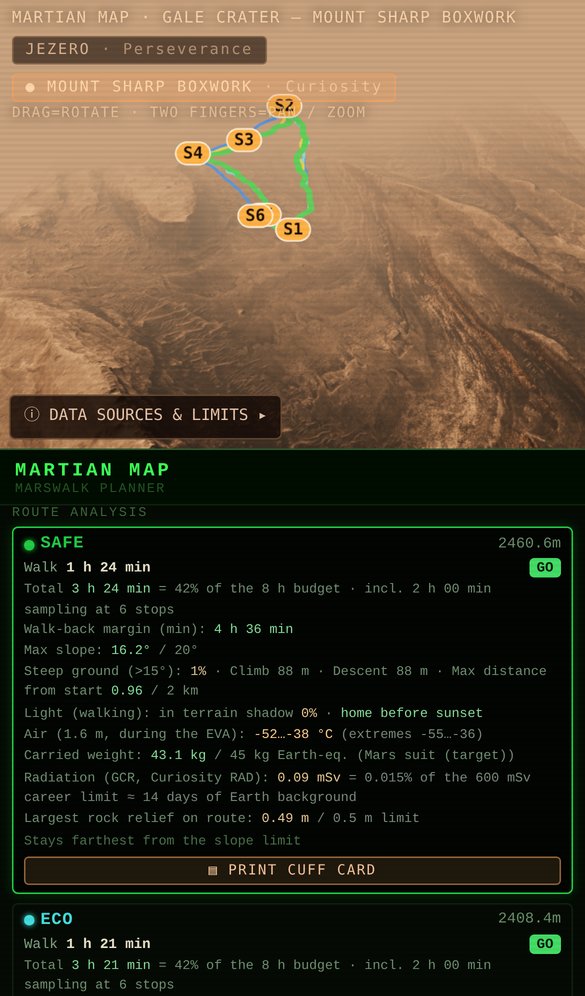 MARTIAN MAP · GALE CRATER — MOUNT SHARP BOXWORK
JEZERO · Perseverance
● MOUNT SHARP BOXWORK · Curiosity
DRAG=ROTATE · TWO FINGERS=PAN / ZOOM
S2
S3
S4
S6
S1
ⓘ DATA SOURCES & LIMITS ▸
MARTIAN MAP
MARSWALK PLANNER
ROUTE ANALYSIS
SAFE 2460.6m
Walk 1 h 24 min GO
Total 3 h 24 min = 42% of the 8 h budget · incl. 2 h 00 min
sampling at 6 stops
Walk-back margin (min): 4 h 36 min
Max slope: 16.2° / 20°
Steep ground (>15°): 1% · Climb 88 m · Descent 88 m · Max distance
from start 0.96 / 2 km
Light (walking): in terrain shadow 0% · home before sunset
Air (1.6 m, during the EVA): -52…-38 °C (extremes -55…-36)
Carried weight: 43.1 kg / 45 kg Earth-eq. (Mars suit (target))
Radiation (GCR, Curiosity RAD): 0.09 mSv = 0.015% of the 600 mSv
career limit ≈ 14 days of Earth background
Largest rock relief on route: 0.49 m / 0.5 m limit
Stays farthest from the slope limit
▤ PRINT CUFF CARD
ECO 2408.4m
Walk 1 h 21 min GO
Total 3 h 21 min = 42% of the 8 h budget · incl. 2 h 00 min
sampling at 6 stops